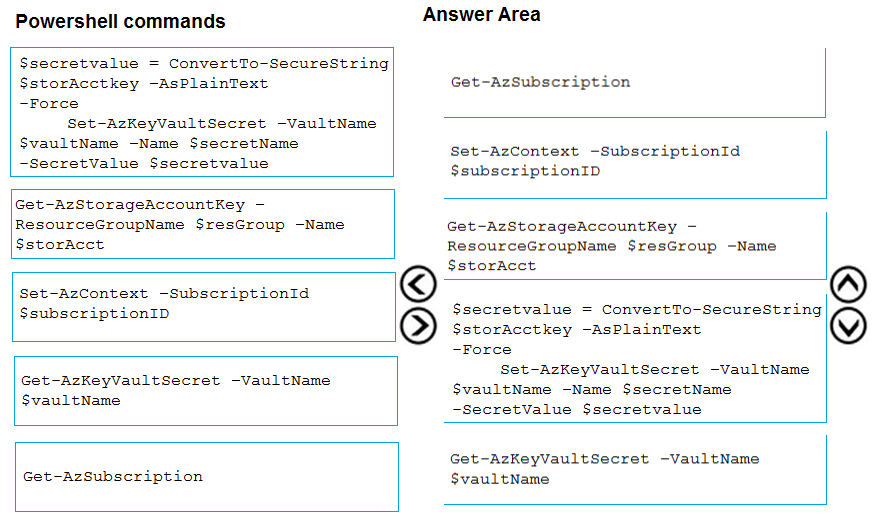 Powershell commands
$secretvalue = ConvertTo-SecureString
$storAcctkey –AsPlainText
–Force
Set-AzKeyVaultSecret –VaultName
$vaultName –Name $secretName
–SecretValue $secretvalue
Get-AzStorageAccountKey –
ResourceGroupName $resGroup –Name
$storAcct
Set-AzContext –SubscriptionId
$subscriptionID
Get-AzKeyVaultSecret –VaultName
$vaultName
Get-AzSubscription
Answer Area
Get-AzSubscription
Set-AzContext –SubscriptionId
$subscriptionID
Get-AzStorageAccountKey –
ResourceGroupName $resGroup –Name
$storAcct
$secretvalue = ConvertTo-SecureString
$storAcctkey –AsPlainText
–Force
Set-AzKeyVaultSecret –VaultName
$vaultName –Name $secretName
–SecretValue $secretvalue
Get-AzKeyVaultSecret –VaultName
$vaultName